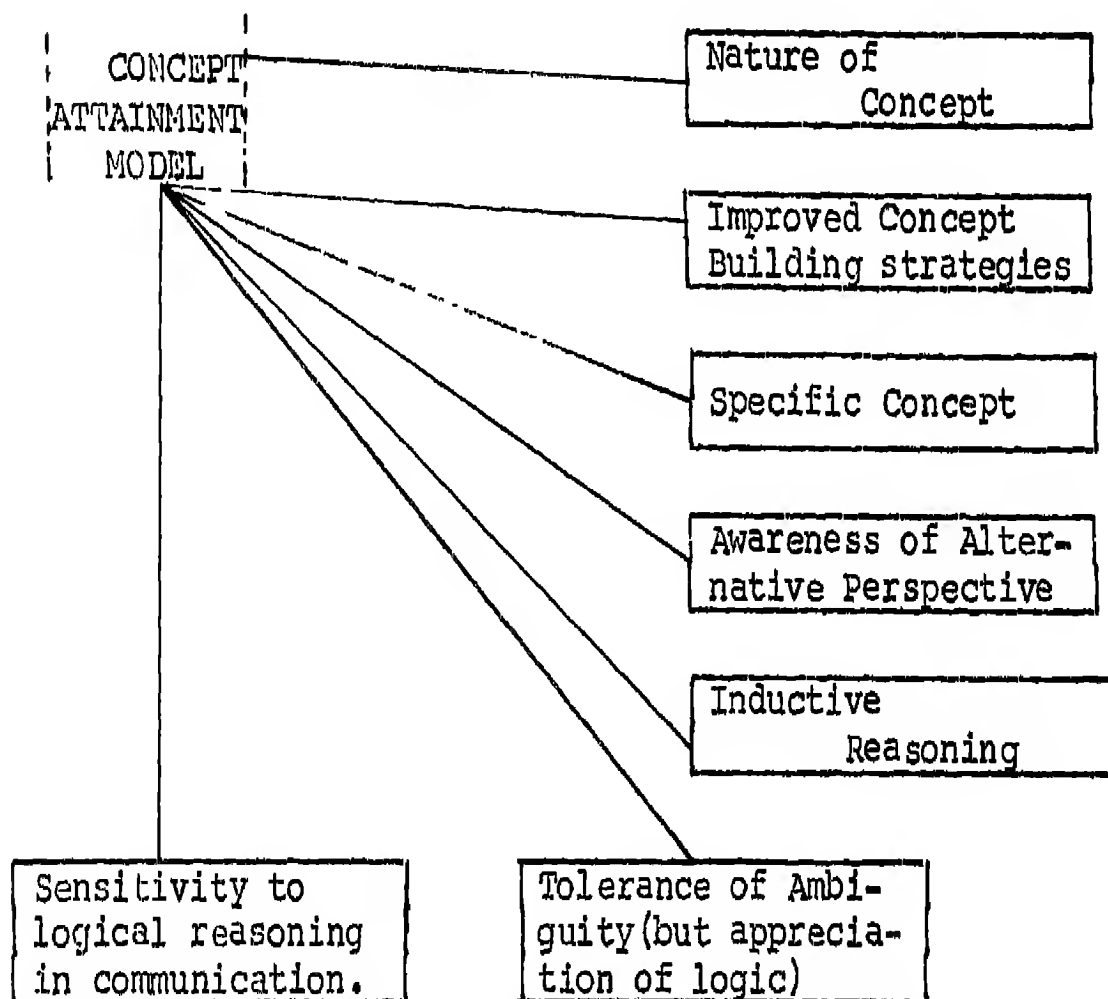 CONCEPT
ATTAINMENT
MODEL
Nature of
Concept
Improved Concept
Building strategies
Specific Concept
Awareness of Alter-
native Perspective
Inductive
Reasoning
Sensitivity to
logical reasoning
in communication.
Tolerance of Ambi-
guity(but apprecia-
tion of logic)